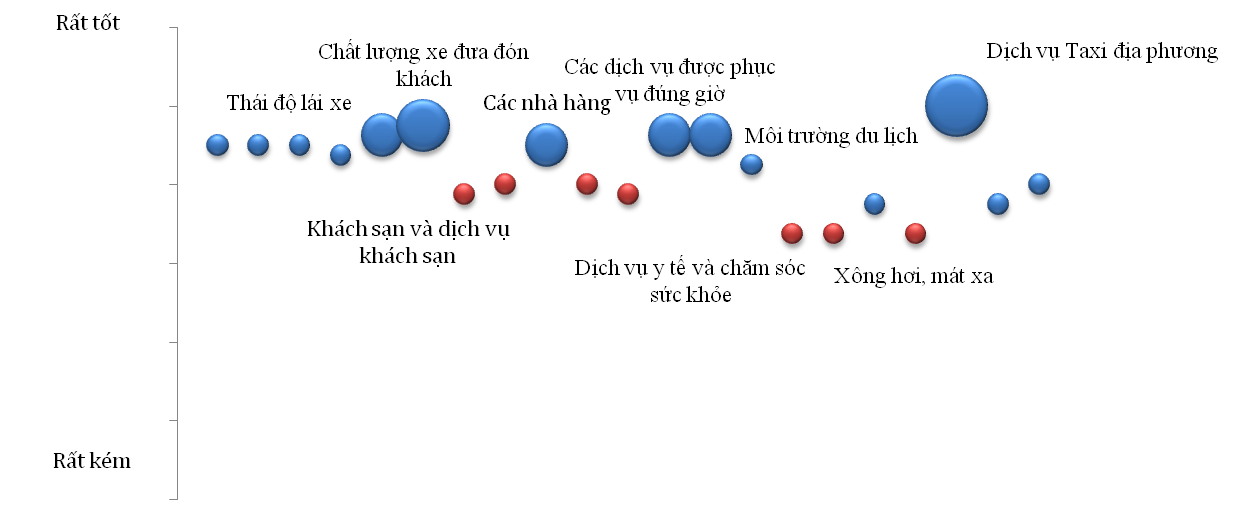 Rất tốt
Chất lượng xe đưa đón
khách
Thái độ lái xe
Các nhà hàng
Các dịch vụ được phục
vụ đúng giờ
Dịch vụ Taxi địa phương
Môi trường du lịch
Khách sạn và dịch vụ
khách sạn
Dịch vụ y tế và chăm sóc
sức khỏe
Xông hơi, mát xa
Rất kém